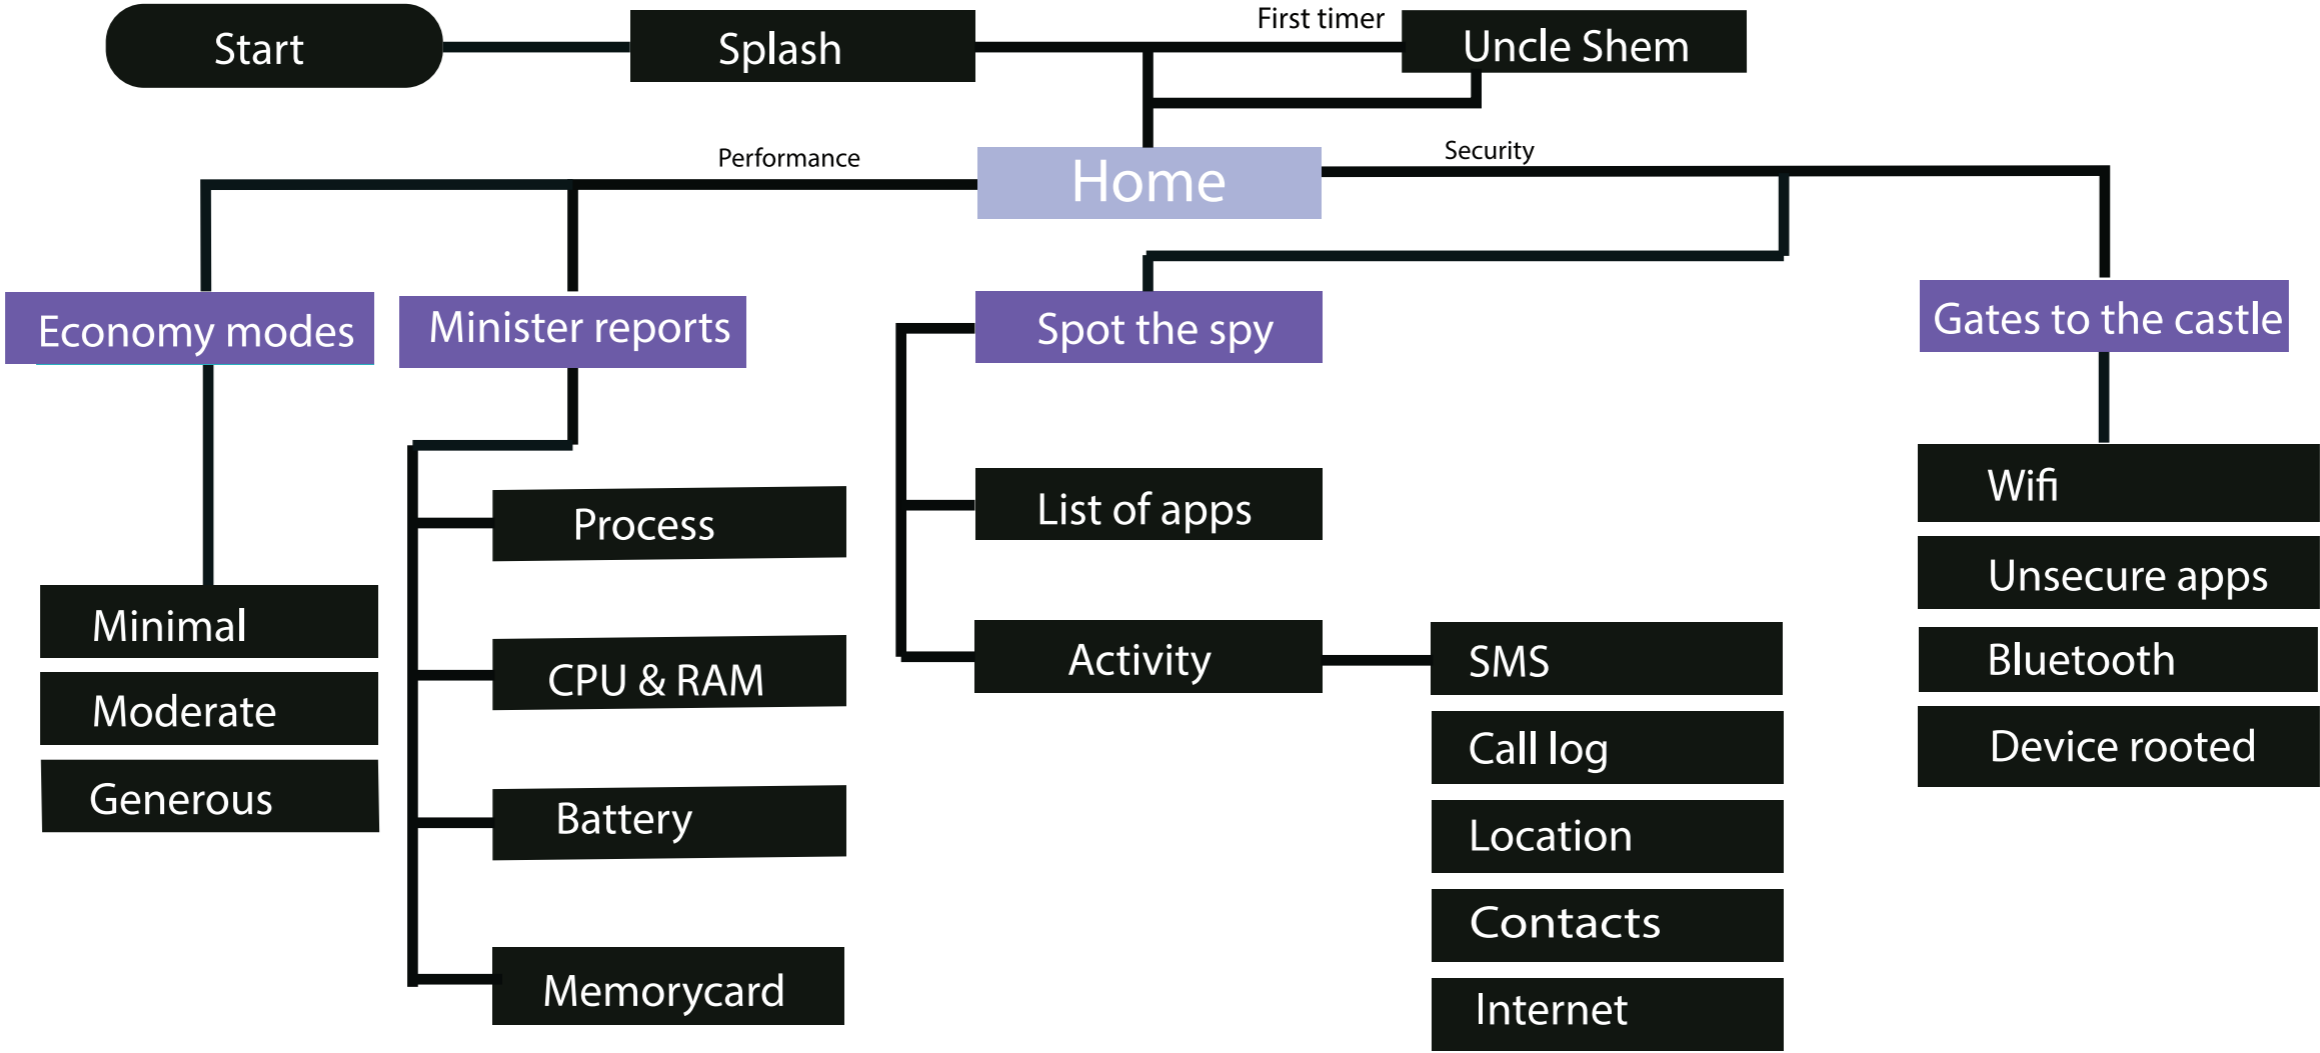 Start
Splash
First timer
Uncle Shem
Performance
Home
Security
Economy modes
Minister reports
Spot the spy
Gates to the castle
Minimal
Moderate
Generous
Process
CPU & RAM
Battery
Memorycard
List of apps
Activity
SMS
Call log
Location
Contacts
Internet
Wifi
Unsecure apps
Bluetooth
Device rooted